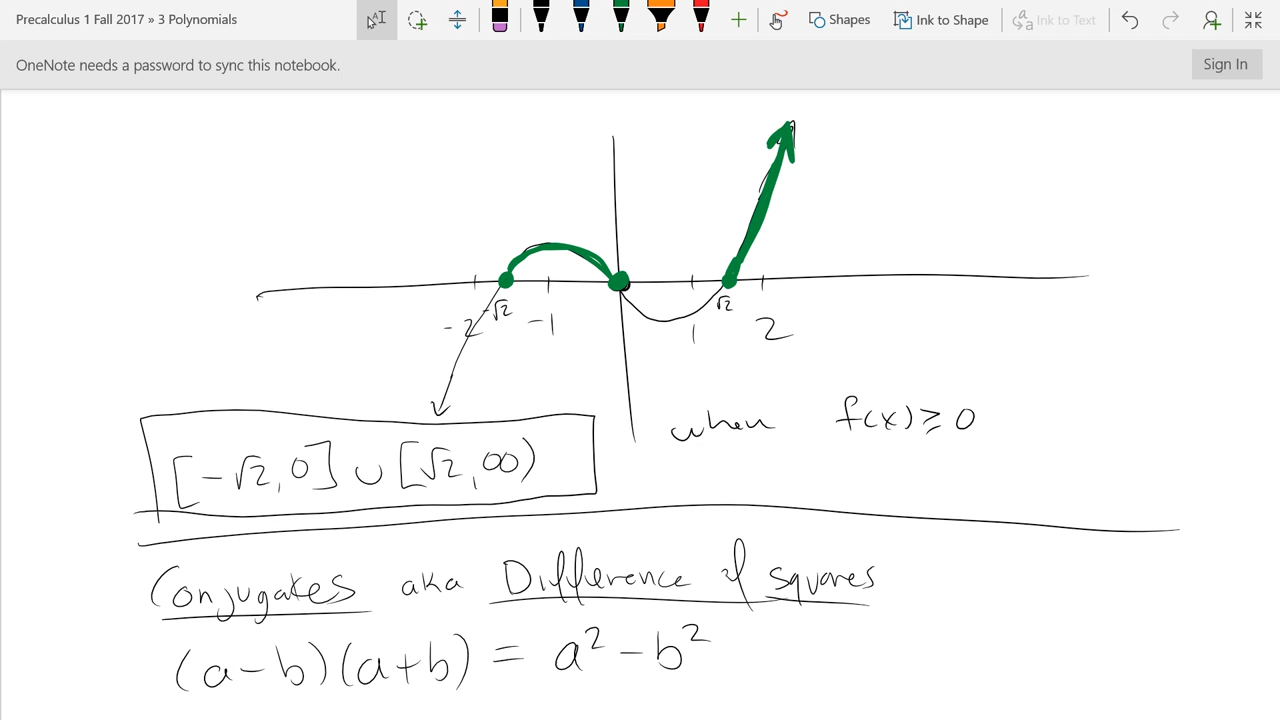 Precalculus 1 Fall 2017 » 3 Polynomials
Shapes
Ink to Shape
Ink to Text
OneNote needs a password to sync this notebook.
Sign In
-√2 √2
-2 -1 1 2
when f(x) ≥ 0
[-√2, 0] ∪ [√2, ∞)
Conjugates aka Difference of squares
(a-b)(a+b) = a² - b²